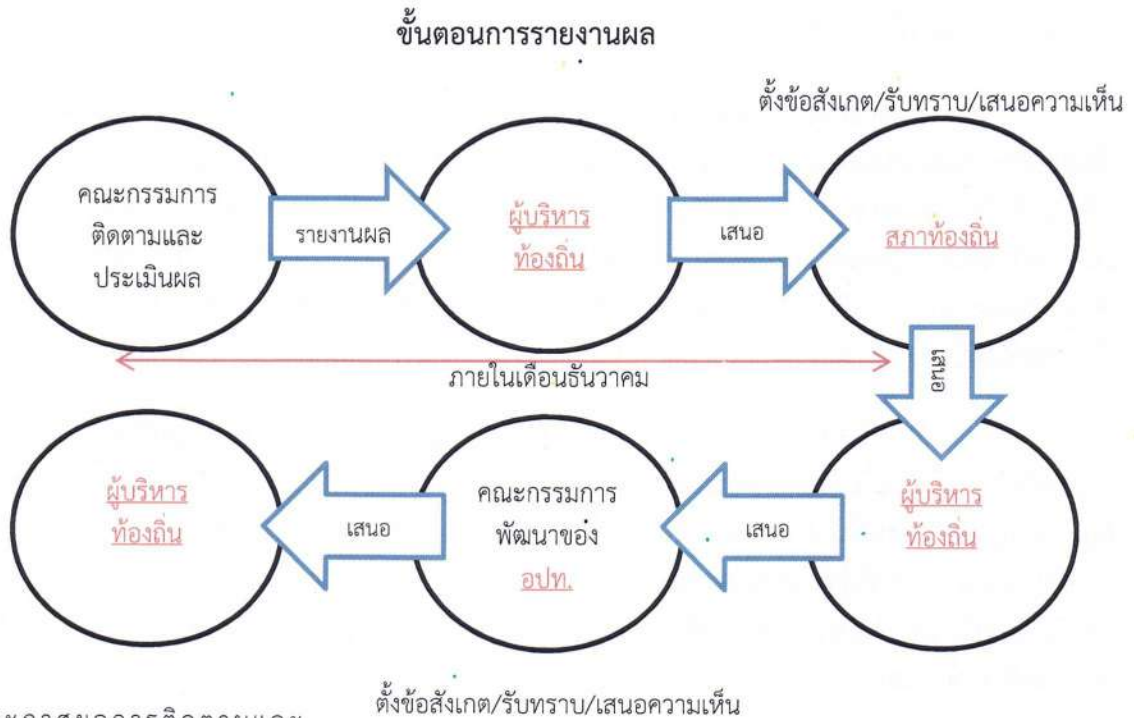 ขั้นตอนการรายงานผล
ตั้งข้อสังเกต/รับทราบ/เสนอความเห็น
คณะกรรมการ
ติดตามและ
ประเมินผล
รายงานผล
ผู้บริหาร
ท้องถิ่น
เสนอ
สภาท้องถิ่น
เสนอ
ภายในเดือนธันวาคม
ผู้บริหาร
ท้องถิ่น
เสนอ
คณะกรรมการ
พัฒนาของ
อปท.
เสนอ
ผู้บริหาร
ท้องถิ่น
ตั้งข้อสังเกต/รับทราบ/เสนอความเห็น